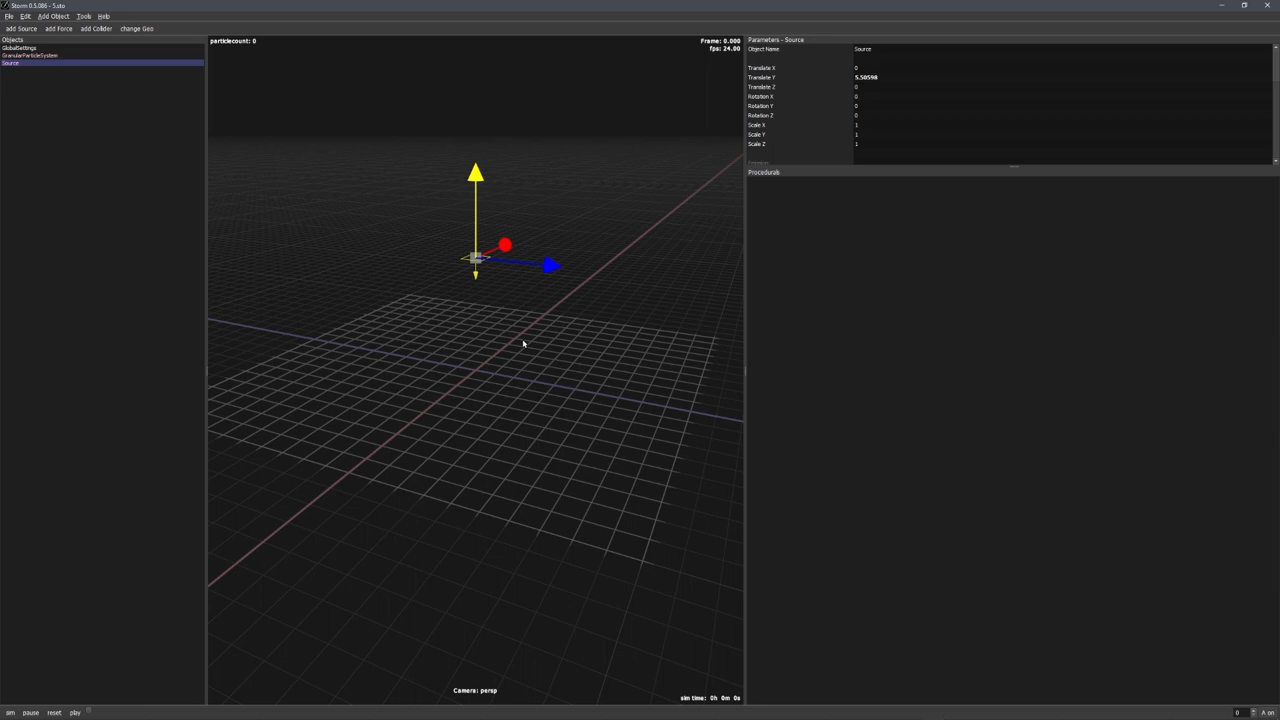 Storm 0.5.086 - 5.sto
File Edit Add Object Tools Help
add Source add Force add Collider change Geo
Objects
GlobalSettings
GranularParticleSystem
Source
particlecount: 0
Frame: 0.000
fps: 24.00
Camera: persp
sim time: 0h 0m 0s
Parameters - Source
Object Name Source
Translate X 0
Translate Y 5.50598
Translate Z 0
Rotation X 0
Rotation Y 0
Rotation Z 0
Scale X 1
Scale Y 1
Scale Z 1
Procedurals
sim pause reset play
0 A on